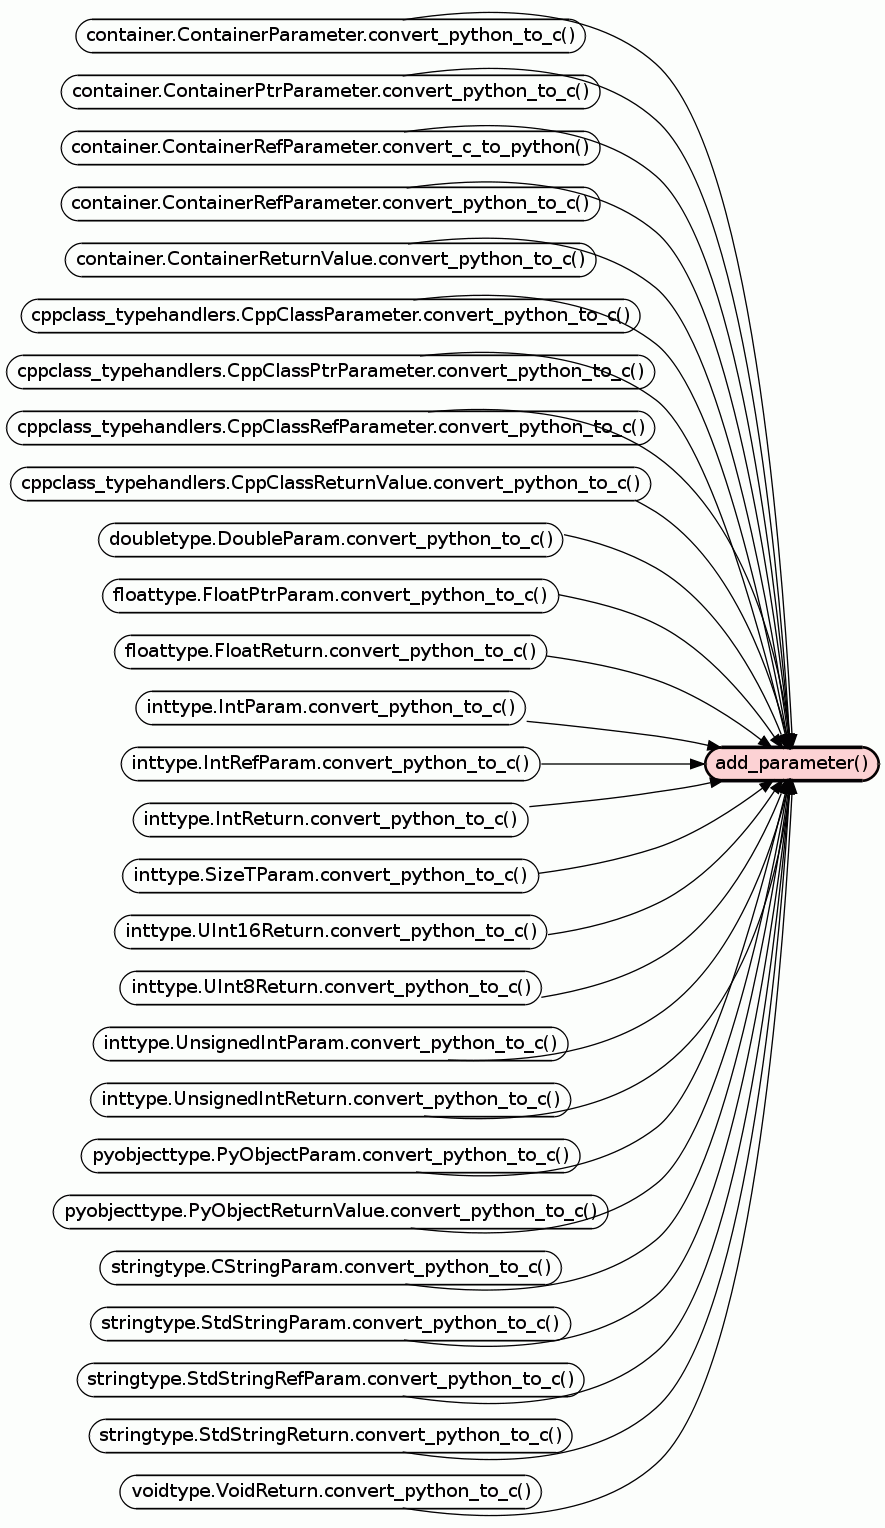 container.ContainerParameter.convert_python_to_c()
container.ContainerPtrParameter.convert_python_to_c()
container.ContainerRefParameter.convert_c_to_python()
container.ContainerRefParameter.convert_python_to_c()
container.ContainerReturnValue.convert_python_to_c()
cppclass_typehandlers.CppClassParameter.convert_python_to_c()
cppclass_typehandlers.CppClassPtrParameter.convert_python_to_c()
cppclass_typehandlers.CppClassRefParameter.convert_python_to_c()
cppclass_typehandlers.CppClassReturnValue.convert_python_to_c()
doubletype.DoubleParam.convert_python_to_c()
floattype.FloatPtrParam.convert_python_to_c()
floattype.FloatReturn.convert_python_to_c()
inttype.IntParam.convert_python_to_c()
inttype.IntRefParam.convert_python_to_c()
add_parameter()
inttype.IntReturn.convert_python_to_c()
inttype.SizeTParam.convert_python_to_c()
inttype.UInt16Return.convert_python_to_c()
inttype.UInt8Return.convert_python_to_c()
inttype.UnsignedIntParam.convert_python_to_c()
inttype.UnsignedIntReturn.convert_python_to_c()
pyobjecttype.PyObjectParam.convert_python_to_c()
pyobjecttype.PyObjectReturnValue.convert_python_to_c()
stringtype.CStringParam.convert_python_to_c()
stringtype.StdStringParam.convert_python_to_c()
stringtype.StdStringRefParam.convert_python_to_c()
stringtype.StdStringReturn.convert_python_to_c()
voidtype.VoidReturn.convert_python_to_c()